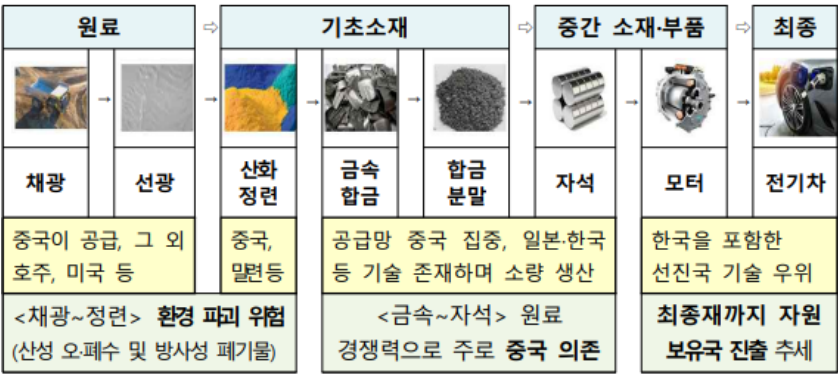 원료 ⇨ 기초소재 ⇨ 중간 소재·부품 ⇨ 최종
채광 → 선광 → 산화 정련 → 금속 합금 → 합금 분말 → 자석 → 모터 → 전기차
중국이 공급, 그 외
호주, 미국 등
중국,
말련등
공급망 중국 집중, 일본·한국
등 기술 존재하며 소량 생산
한국을 포함한
선진국 기술 우위
<채광~정련> 환경 파괴 위험
(산성 오·폐수 및 방사성 폐기물)
<금속~자석> 원료
경쟁력으로 주로 중국 의존
최종재까지 자원
보유국 진출 추세